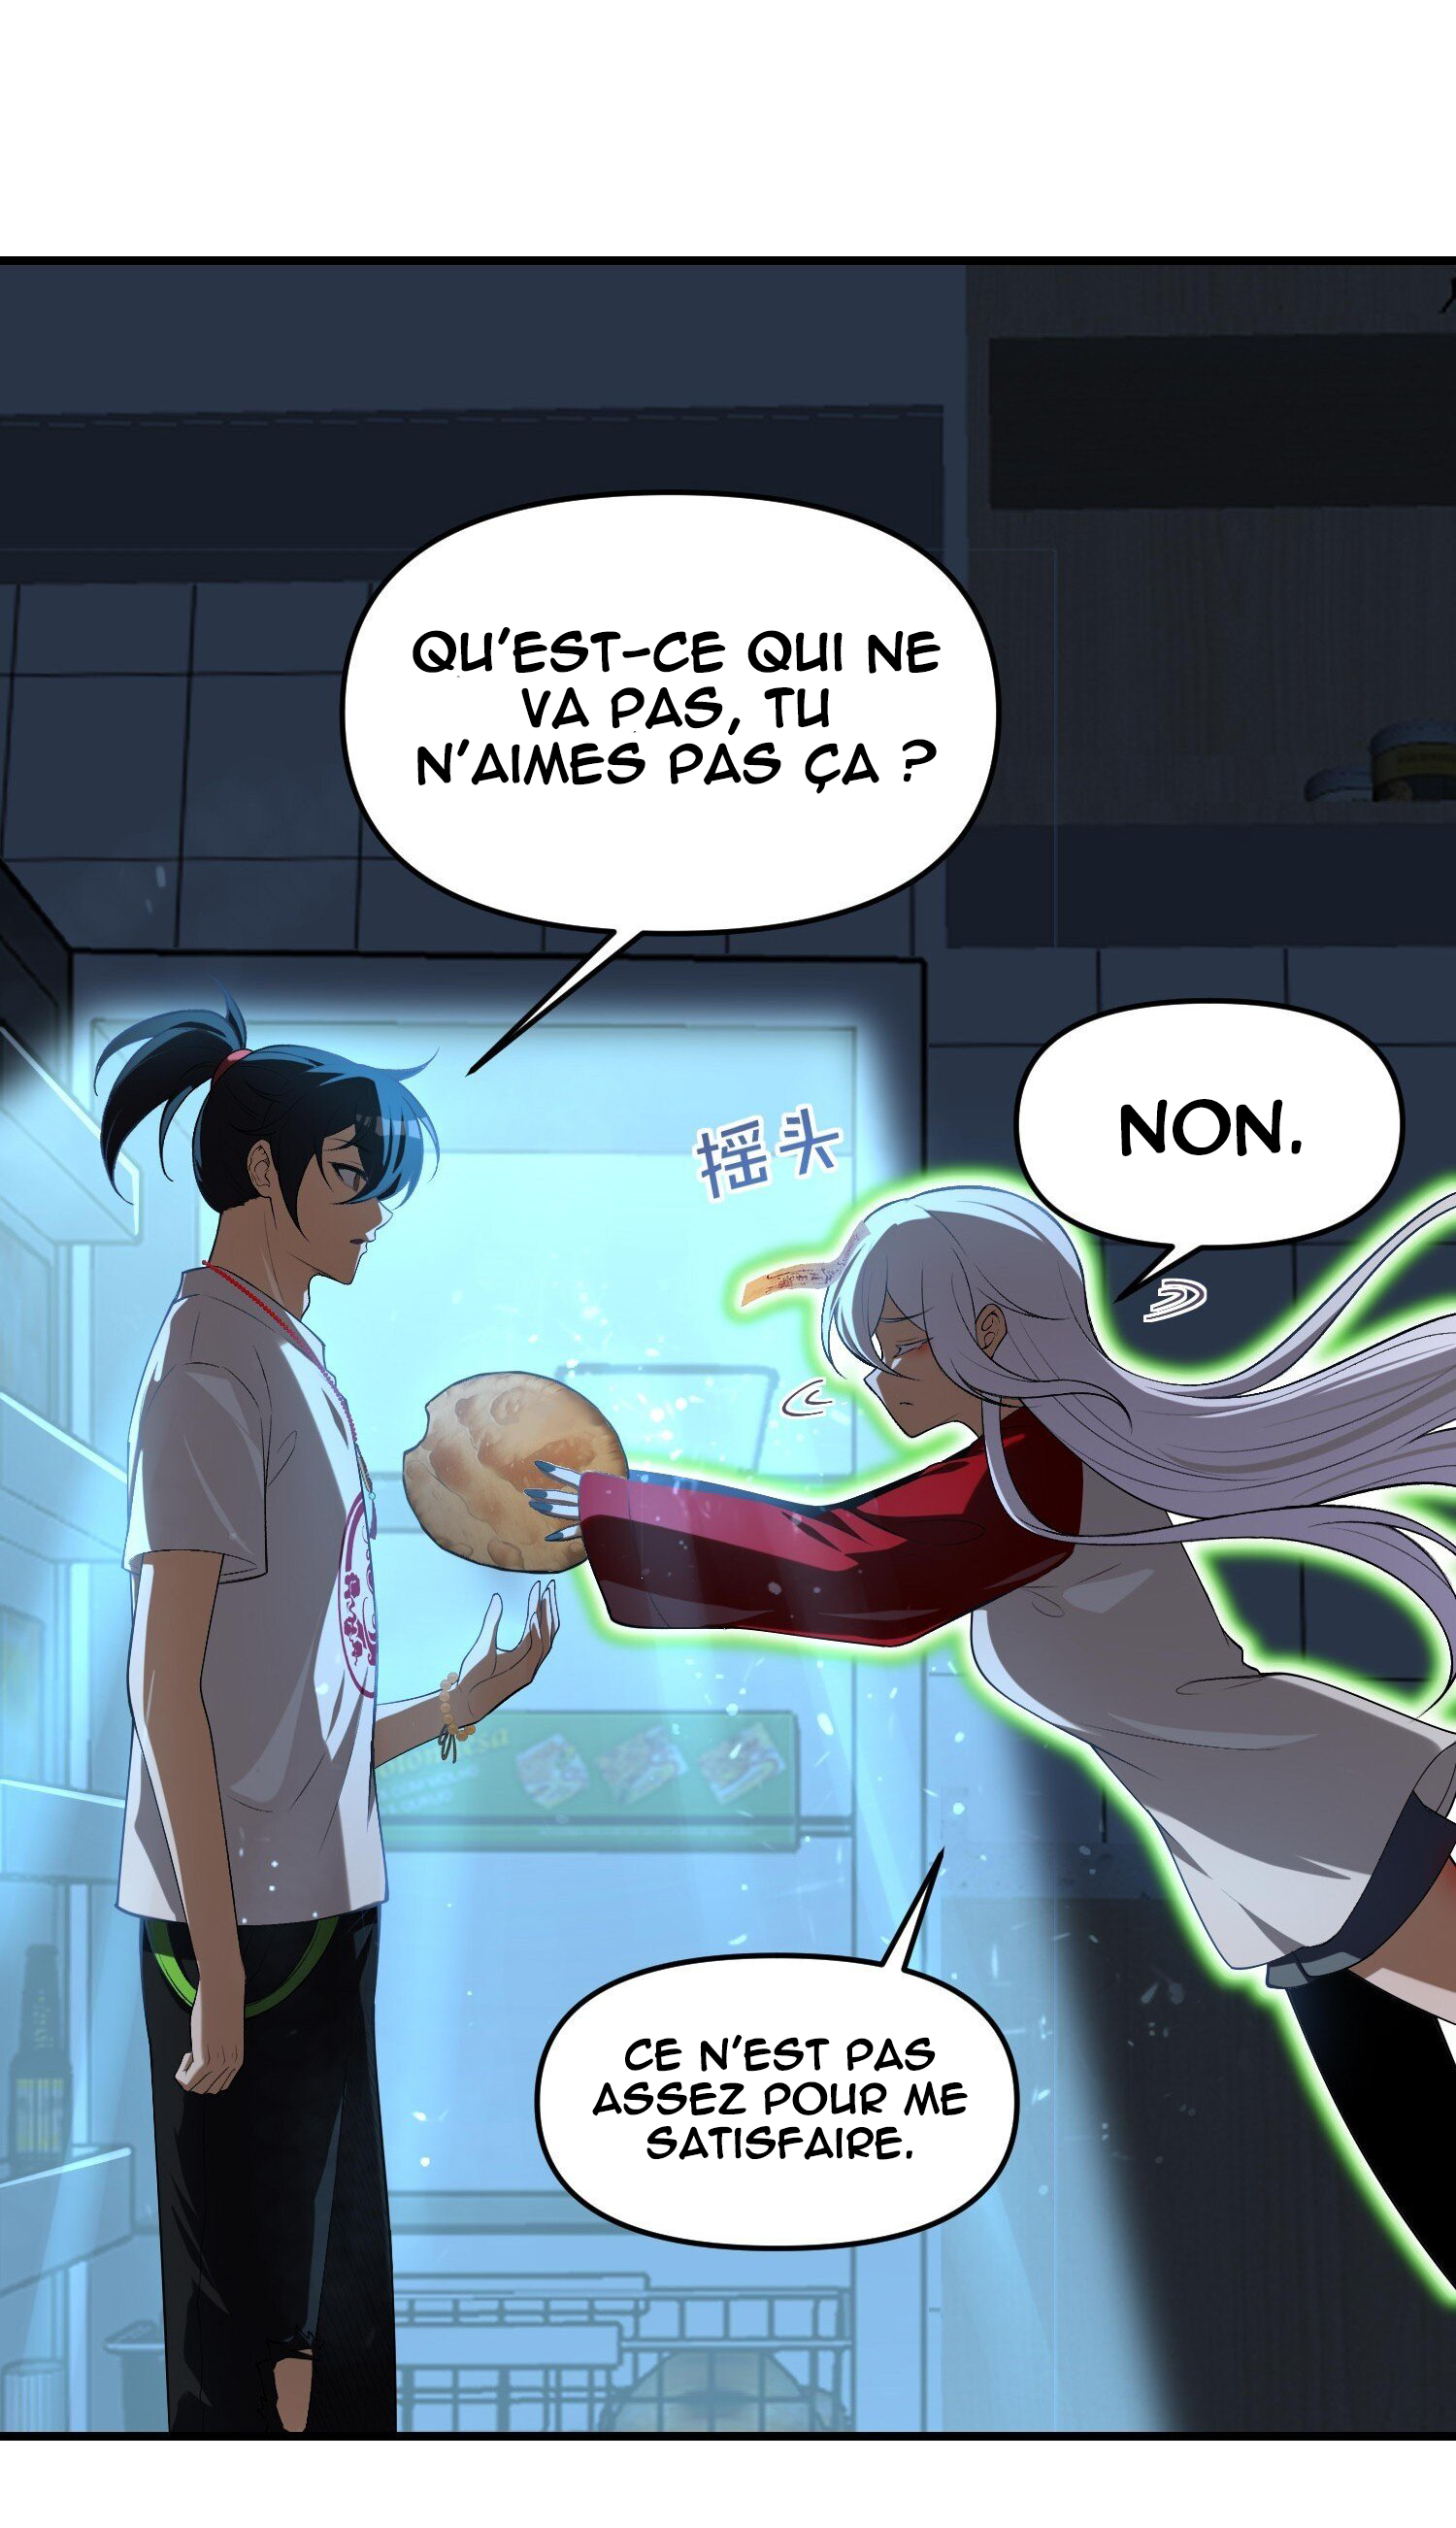 QU'EST-CE QUI NE
VA PAS, TU
N'AIMES PAS ÇA ?
NON.
摇头
CE N'EST PAS
ASSEZ POUR ME
SATISFAIRE.